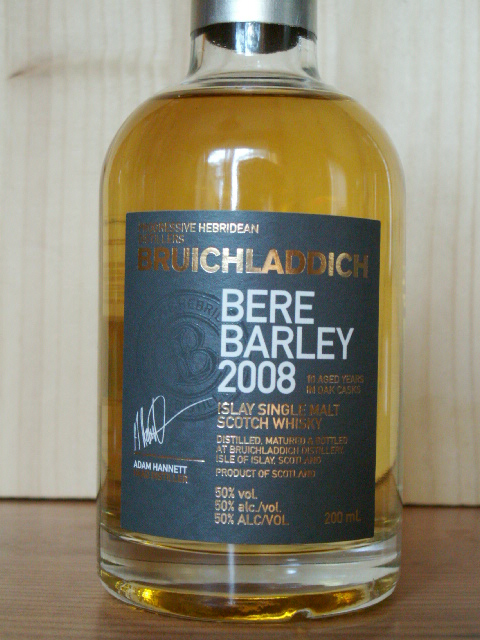 PROGRESSIVE HEBRIDEAN
DISTILLERS
BRUICHLADDICH
BERE
BARLEY
2008
10 AGED YEARS
IN OAK CASKS
ISLAY SINGLE MALT
SCOTCH WHISKY
DISTILLED, MATURED & BOTTLED
AT BRUICHLADDICH DISTILLERY
ISLE OF ISLAY, SCOTLAND
PRODUCT OF SCOTLAND
ADAM HANNETT
50% vol.
50% alc./vol.
50% ALC/VOL.
200 ml.